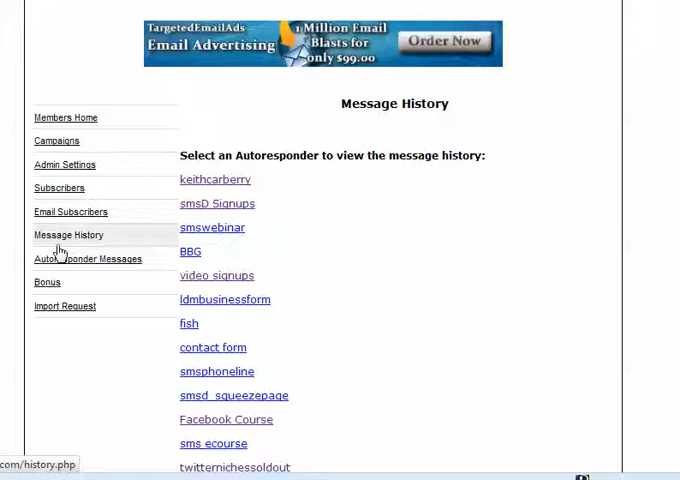 TargetedEmailAds
Email Advertising
1 Million Email
Blasts for
only $99.00
Order Now
Message History
Members Home
Campaigns
Admin Settings
Subscribers
Email Subscribers
Message History
Autoresponder Messages
Bonus
Import Request
Select an Autoresponder to view the message history:
keithcarberry
smsD Signups
smswebinar
BBG
video signups
ldmbusinessform
fish
contact form
smsphoneline
smsd_squeezepage
Facebook Course
sms ecourse
twitternichessoldout
com/history.php